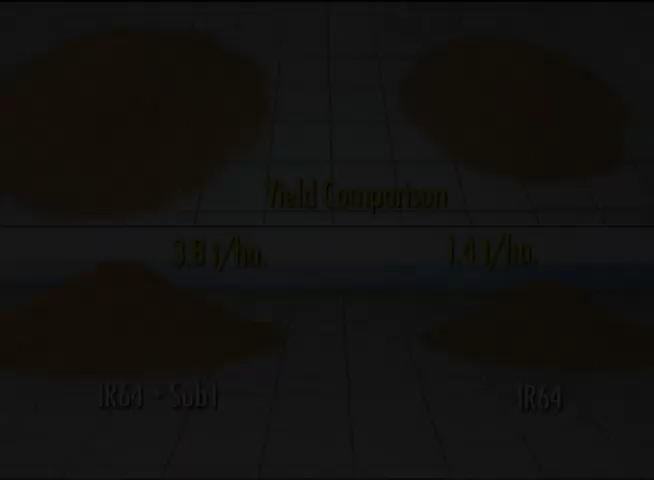 Yield Comparison
3.8 t/ha. 1.4 t/ha.
IR64 - Sub1 IR64